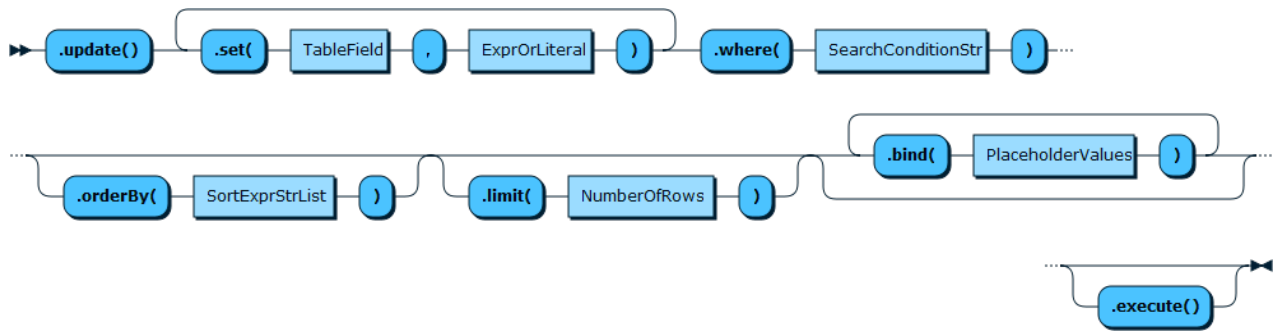 .update() .set( TableField , ExprOrLiteral ) .where( SearchConditionStr )
.bind( PlaceholderValues )
.orderBy( SortExprStrList ) .limit( NumberOfRows )
.execute()